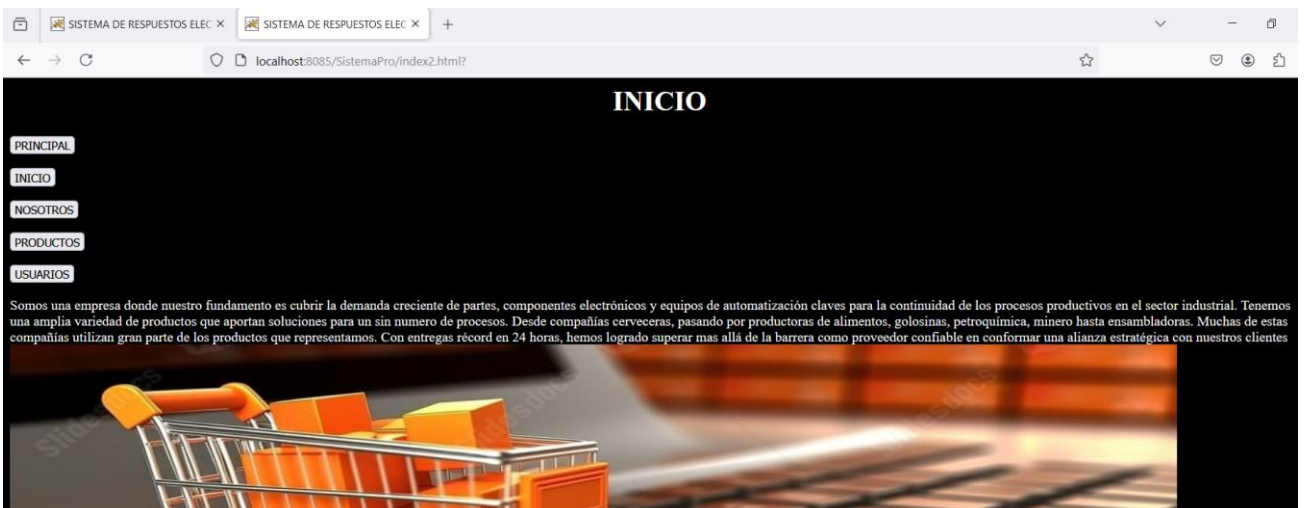 SISTEMA DE RESPUESTOS ELEC
SISTEMA DE RESPUESTOS ELEC
localhost:8085/SistemaPro/index2.html?
INICIO
PRINCIPAL
INICIO
NOSOTROS
PRODUCTOS
USUARIOS
Somos una empresa donde nuestro fundamento es cubrir la demanda creciente de partes, componentes electrónicos y equipos de automatización claves para la continuidad de los procesos productivos en el sector industrial. Tenemos
una amplia variedad de productos que aportan soluciones para un sin numero de procesos. Desde compañías cerveceras, pasando por productoras de alimentos, golosinas, petroquímica, minero hasta ensambladoras. Muchas de estas
compañías utilizan gran parte de los productos que representamos. Con entregas récord en 24 horas, hemos logrado superar mas allá de la barrera como proveedor confiable en conformar una alianza estratégica con nuestros clientes
Slidesdocs
slidesdocs
slidesdocs